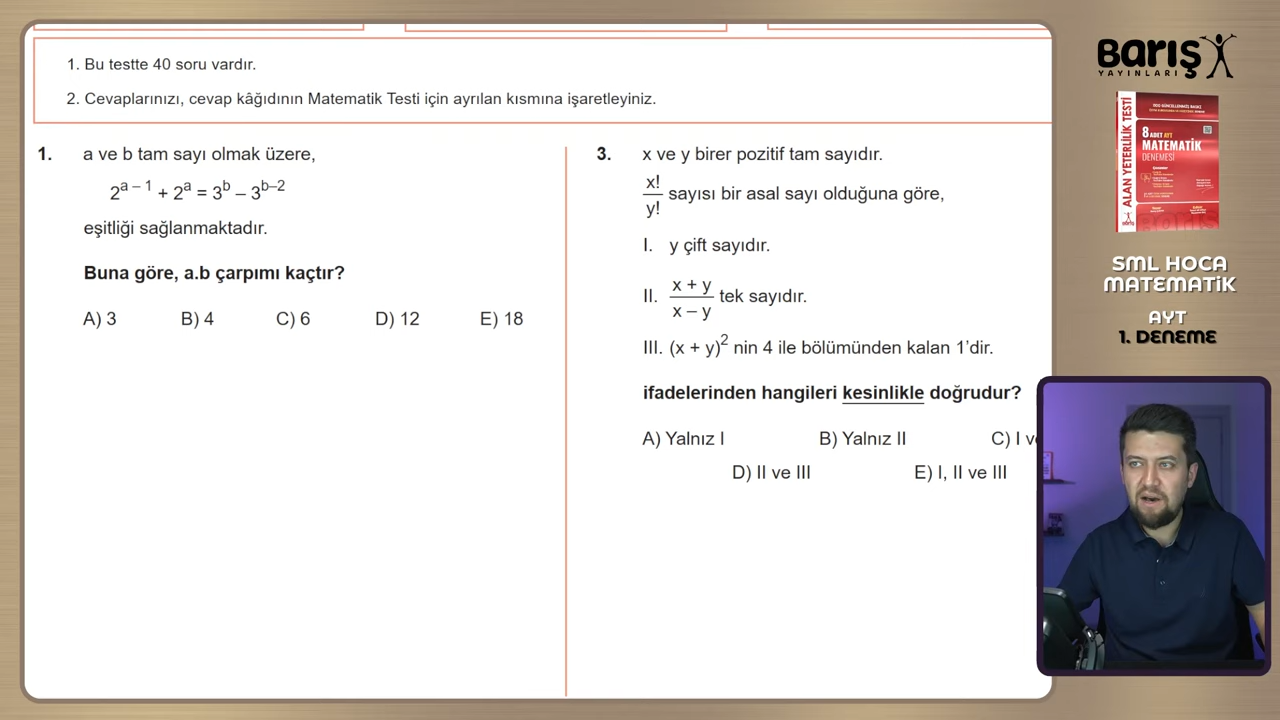 1. Bu testte 40 soru vardır.
2. Cevaplarınızı, cevap kâğıdının Matematik Testi için ayrılan kısmına işaretleyiniz.
1. a ve b tam sayı olmak üzere,
2^{a – 1} + 2^{a} = 3^{b} – 3^{b–2}
eşitliği sağlanmaktadır.
Buna göre, a.b çarpımı kaçtır?
A) 3 B) 4 C) 6 D) 12 E) 18
3. x ve y birer pozitif tam sayıdır.
x!/y! sayısı bir asal sayı olduğuna göre,
I. y çift sayıdır.
II. x + y / x – y tek sayıdır.
III. (x + y)² nin 4 ile bölümünden kalan 1’dir.
ifadelerinden hangileri kesinlikle doğrudur?
A) Yalnız I B) Yalnız II C) I
D) II ve III E) I, II ve III
Barış
YAYINLARI
ALAN YETERLİLİK TESTİ
8 ADET AYT
MATEMATİK
DENEMESİ
SML HOCA
MATEMATİK
AYT
1. DENEME